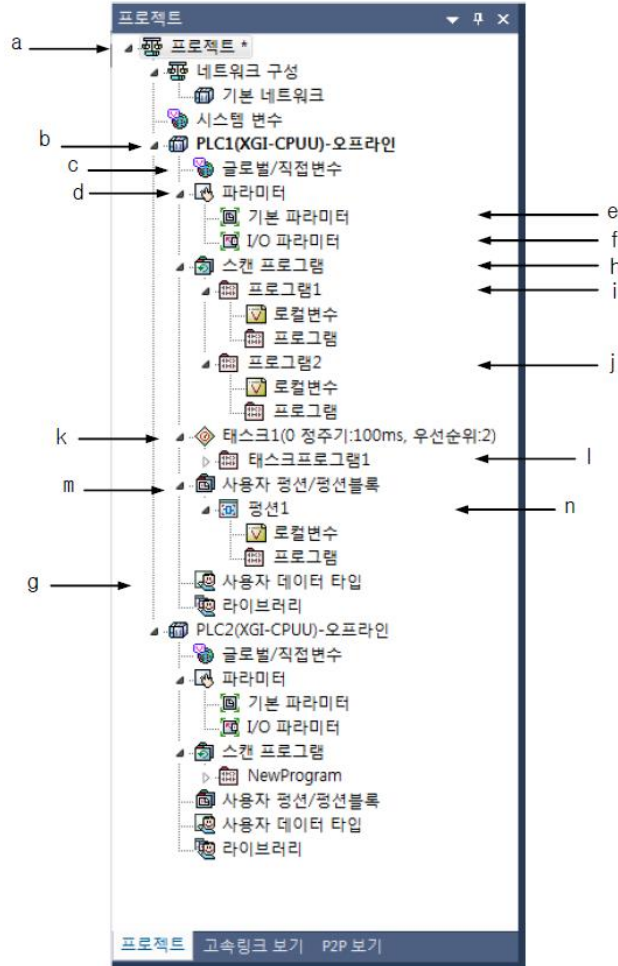 프로젝트
a
프로젝트 *
네트워크 구성
기본 네트워크
시스템 변수
b
PLC1(XGI-CPUU)-오프라인
c
글로벌/직접변수
d
파라미터
기본 파라미터
e
I/O 파라미터
f
스캔 프로그램
h
프로그램1
i
로컬변수
프로그램
프로그램2
j
로컬변수
프로그램
k
태스크1(0 정주기:100ms, 우선순위:2)
태스크프로그램1
l
m
사용자 펑션/펑션블록
펑션1
n
로컬변수
프로그램
g
사용자 데이터 타입
라이브러리
PLC2(XGI-CPUU)-오프라인
글로벌/직접변수
파라미터
기본 파라미터
I/O 파라미터
스캔 프로그램
NewProgram
사용자 펑션/펑션블록
사용자 데이터 타입
라이브러리
프로젝트 고속링크 보기 P2P 보기